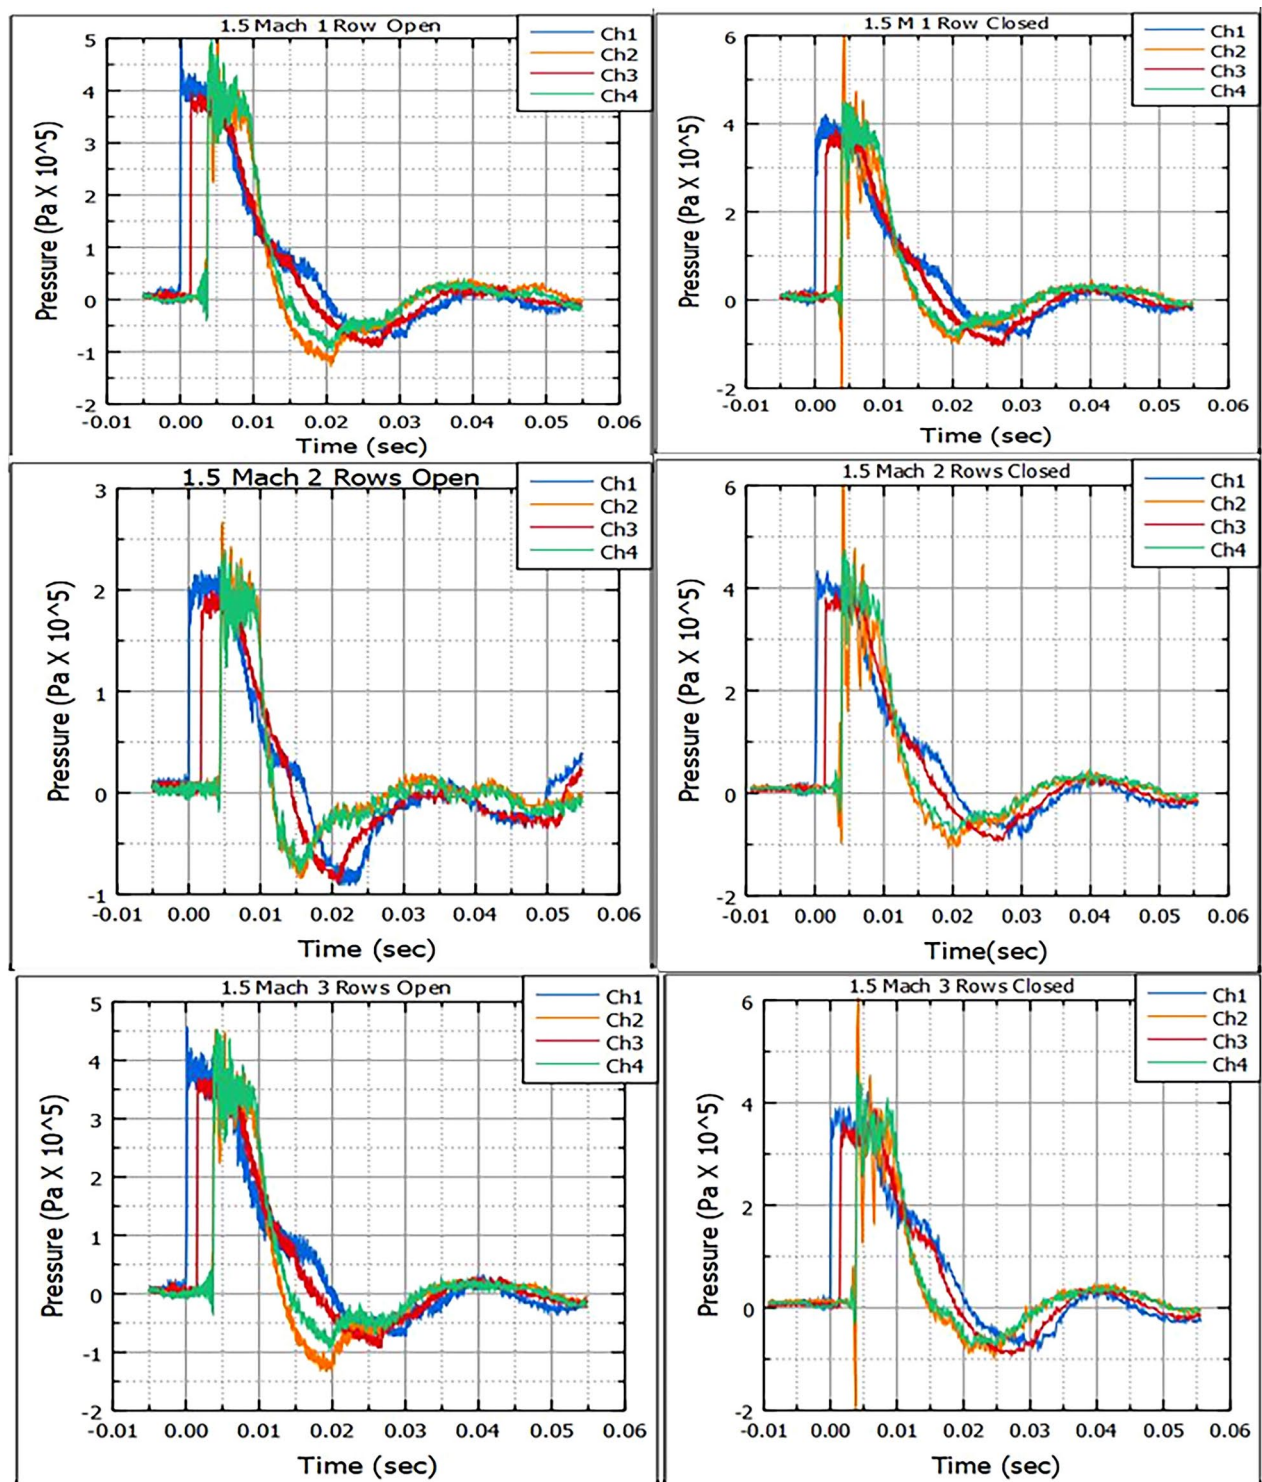 1.5 Mach 1 Row Open
Ch1
Ch2
Ch3
Ch4
Pressure (Pa X 10^5)
5
4
3
2
1
0
-1
-2
-0.01 0.00 0.01 0.02 0.03 0.04 0.05 0.06
Time (sec)
1.5 M 1 Row Closed
Ch1
Ch2
Ch3
Ch4
Pressure (Pa X 10^5)
6
4
2
0
-2
-0.01 0.00 0.01 0.02 0.03 0.04 0.05 0.06
Time (sec)
1.5 Mach 2 Rows Open
Ch1
Ch2
Ch3
Ch4
Pressure (Pa X 10^5)
3
2
1
0
-1
-0.01 0.00 0.01 0.02 0.03 0.04 0.05 0.06
Time (sec)
1.5 Mach 2 Rows Closed
Ch1
Ch2
Ch3
Ch4
Pressure (Pa X 10^5)
6
4
2
0
-2
-0.01 0.00 0.01 0.02 0.03 0.04 0.05 0.06
Time(sec)
1.5 Mach 3 Rows Open
Ch1
Ch2
Ch3
Ch4
Pressure (Pa X 10^5)
5
4
3
2
1
0
-1
-2
-0.01 0.00 0.01 0.02 0.03 0.04 0.05 0.06
Time (sec)
1.5 Mach 3 Rows Closed
Ch1
Ch2
Ch3
Ch4
Pressure (Pa X 10^5)
6
4
2
0
-2
-0.01 0.00 0.01 0.02 0.03 0.04 0.05 0.06
Time (sec)